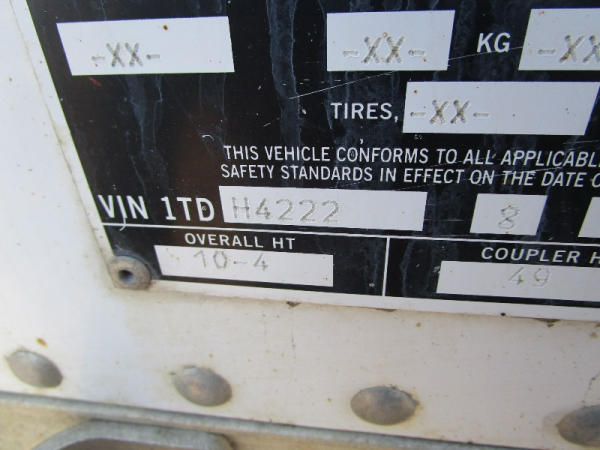 -XX- -XX- KG -XX
TIRES, -XX-
THIS VEHICLE CONFORMS TO ALL APPLICABL
SAFETY STANDARDS IN EFFECT ON THE DATE O
VIN 1TD H4222 8
OVERALL HT COUPLER H
10-4 49